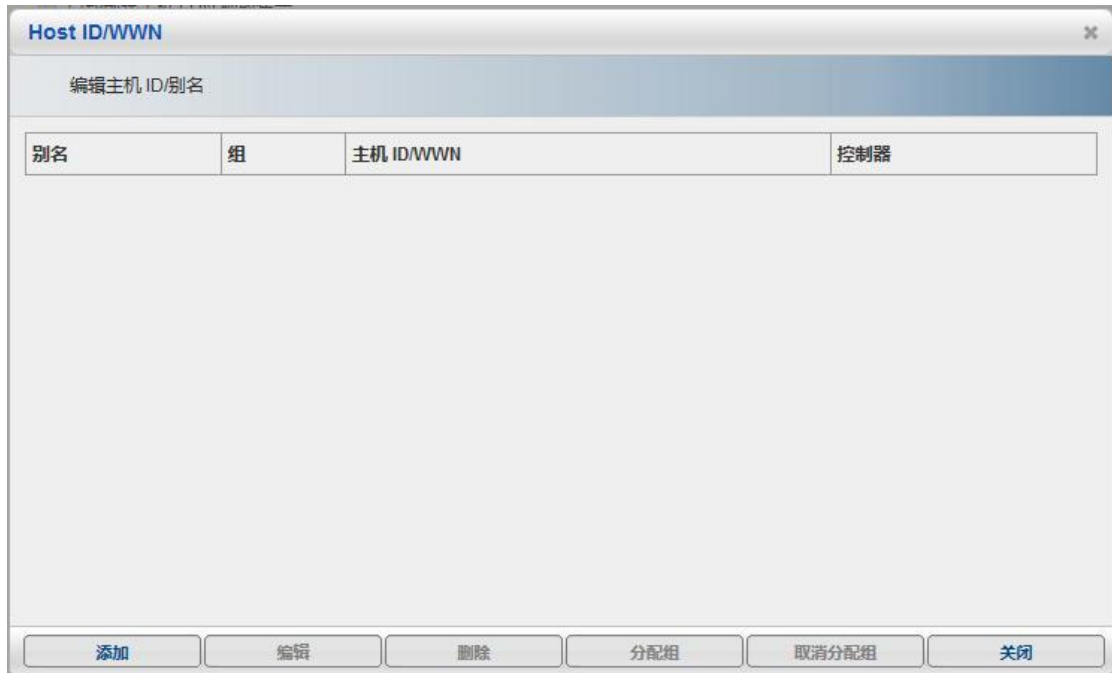 Host ID/WWN
编辑主机 ID/别名
别名 组 主机 ID/WWN 控制器
添加 编辑 删除 分配组 取消分配组 关闭